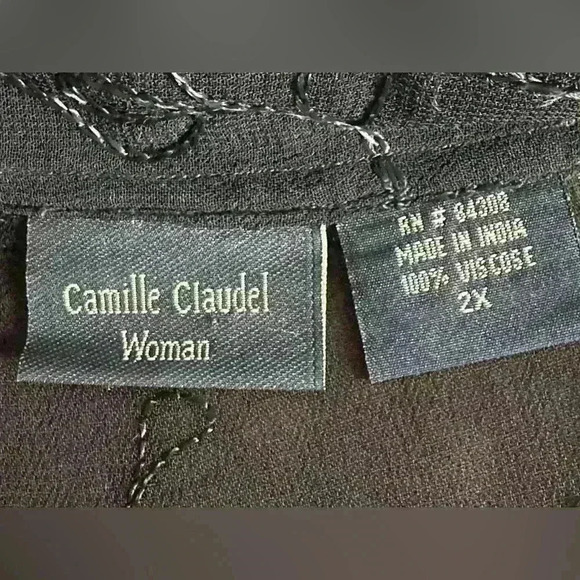 Camille Claudel
Woman
RN # 84308
MADE IN INDIA
100% VISCOSE
2X